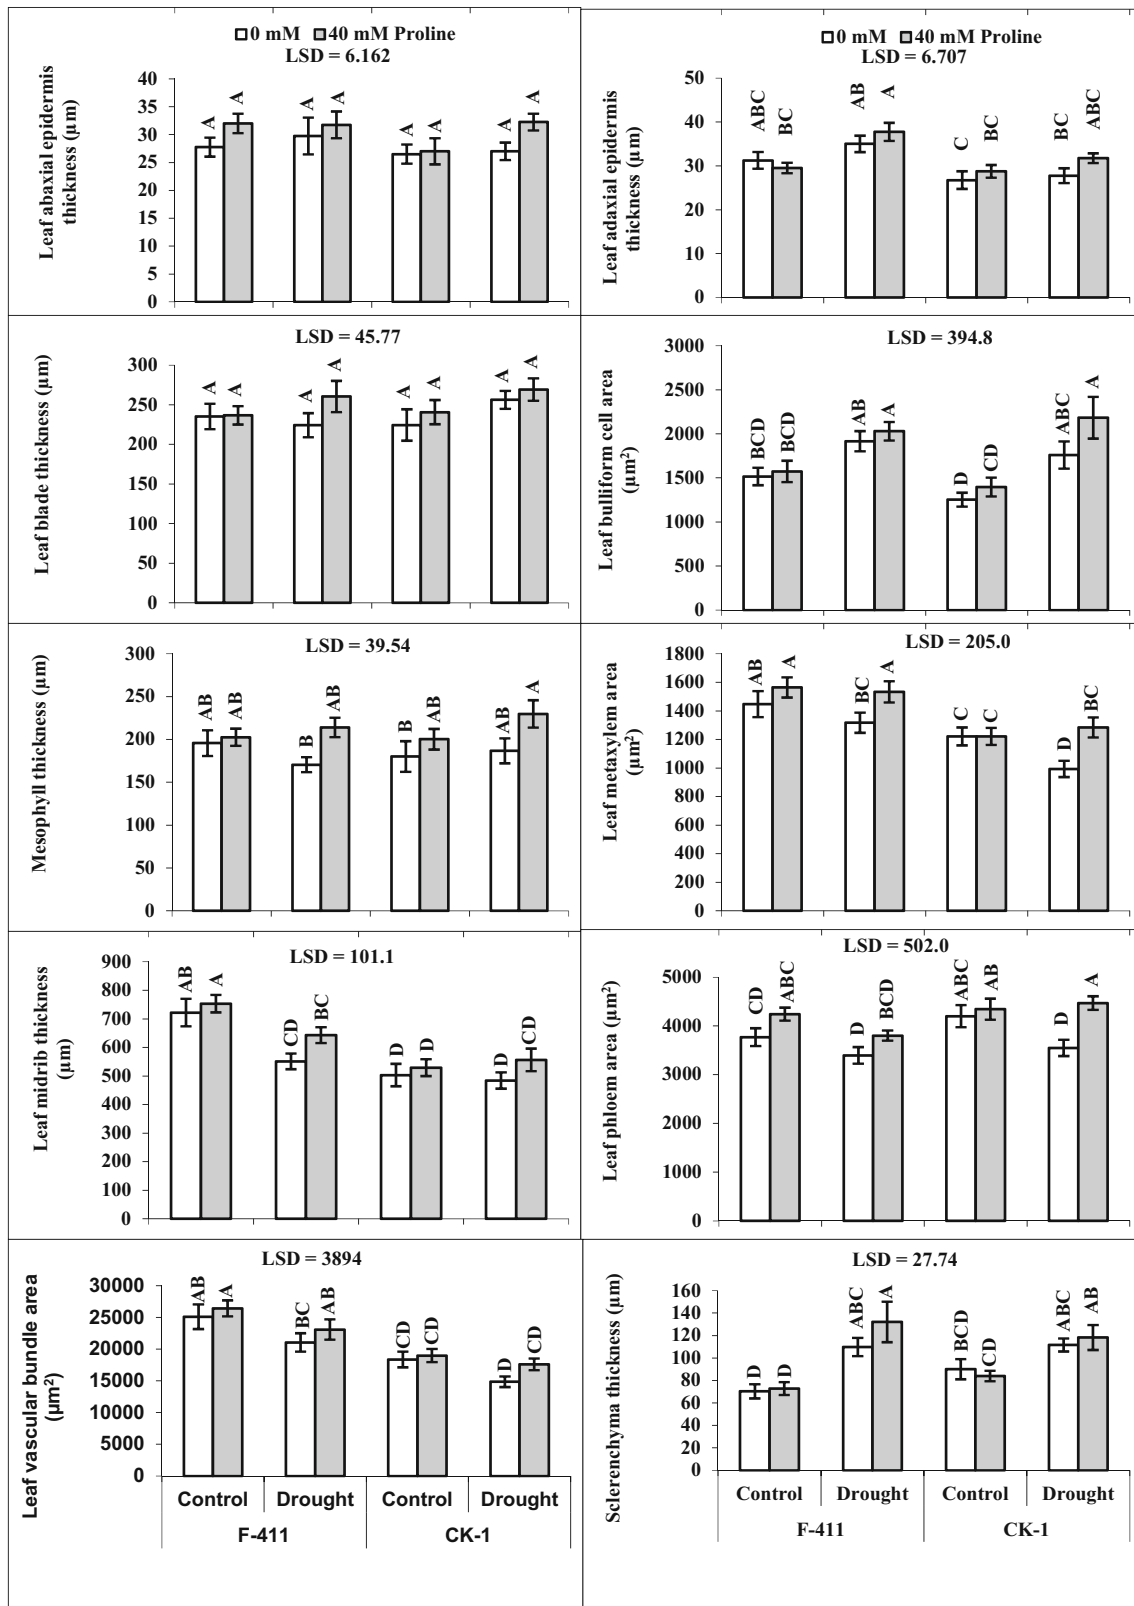 0 mM 40 mM Proline
LSD = 6.162
Leaf abaxial epidermis
thickness (µm)
40
35
30
25
20
15
10
5
0
A A A A A A A A
0 mM 40 mM Proline
LSD = 6.707
Leaf adaxial epidermis
thickness (µm)
50
40
30
20
10
0
ABC BC AB A C BC BC ABC
LSD = 45.77
Leaf blade thickness (µm)
300
250
200
150
100
50
0
A A A A A A A A
LSD = 394.8
Leaf bulliform cell area
(µm²)
3000
2500
2000
1500
1000
500
0
BCD BCD AB A D CD ABC A
LSD = 39.54
Mesophyll thickness (µm)
300
250
200
150
100
50
0
AB AB B AB B AB AB A
LSD = 205.0
Leaf metaxylem area
(µm²)
1800
1600
1400
1200
1000
800
600
400
200
0
AB A BC A C C D BC
LSD = 101.1
Leaf midrib thickness
(µm)
900
800
700
600
500
400
300
200
100
0
AB A CD BC D D D CD
LSD = 502.0
Leaf phloem area (µm²)
5000
4000
3000
2000
1000
0
CD ABC D BCD ABC AB D A
LSD = 3894
Leaf vascular bundle area
(µm²)
30000
25000
20000
15000
10000
5000
0
AB A BC AB CD CD D CD
Control Drought Control Drought
F-411 CK-1
LSD = 27.74
Sclerenchyma thickness (µm)
160
140
120
100
80
60
40
20
0
D D ABC A BCD CD ABC AB
Control Drought Control Drought
F-411 CK-1